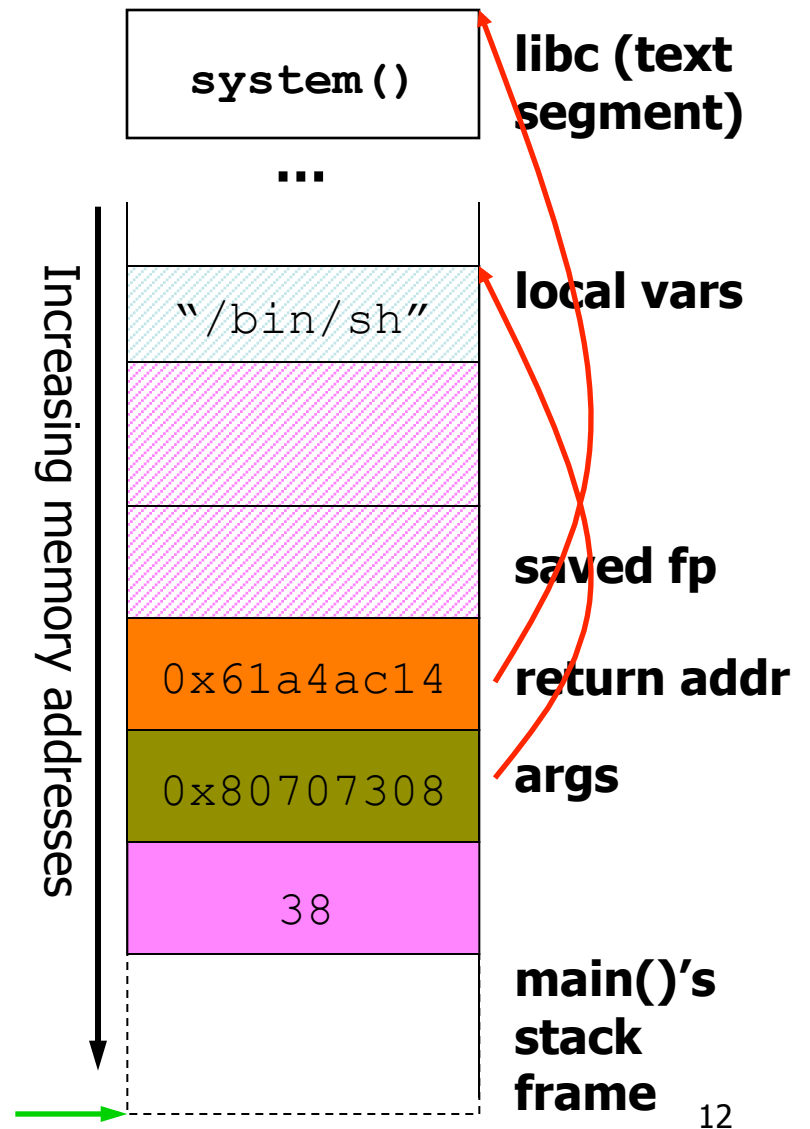 system()
libc (text
segment)
…
Increasing memory addresses
“/bin/sh”
local vars
saved fp
0x61a4ac14
return addr
0x80707308
args
38
main()’s
stack
frame
12